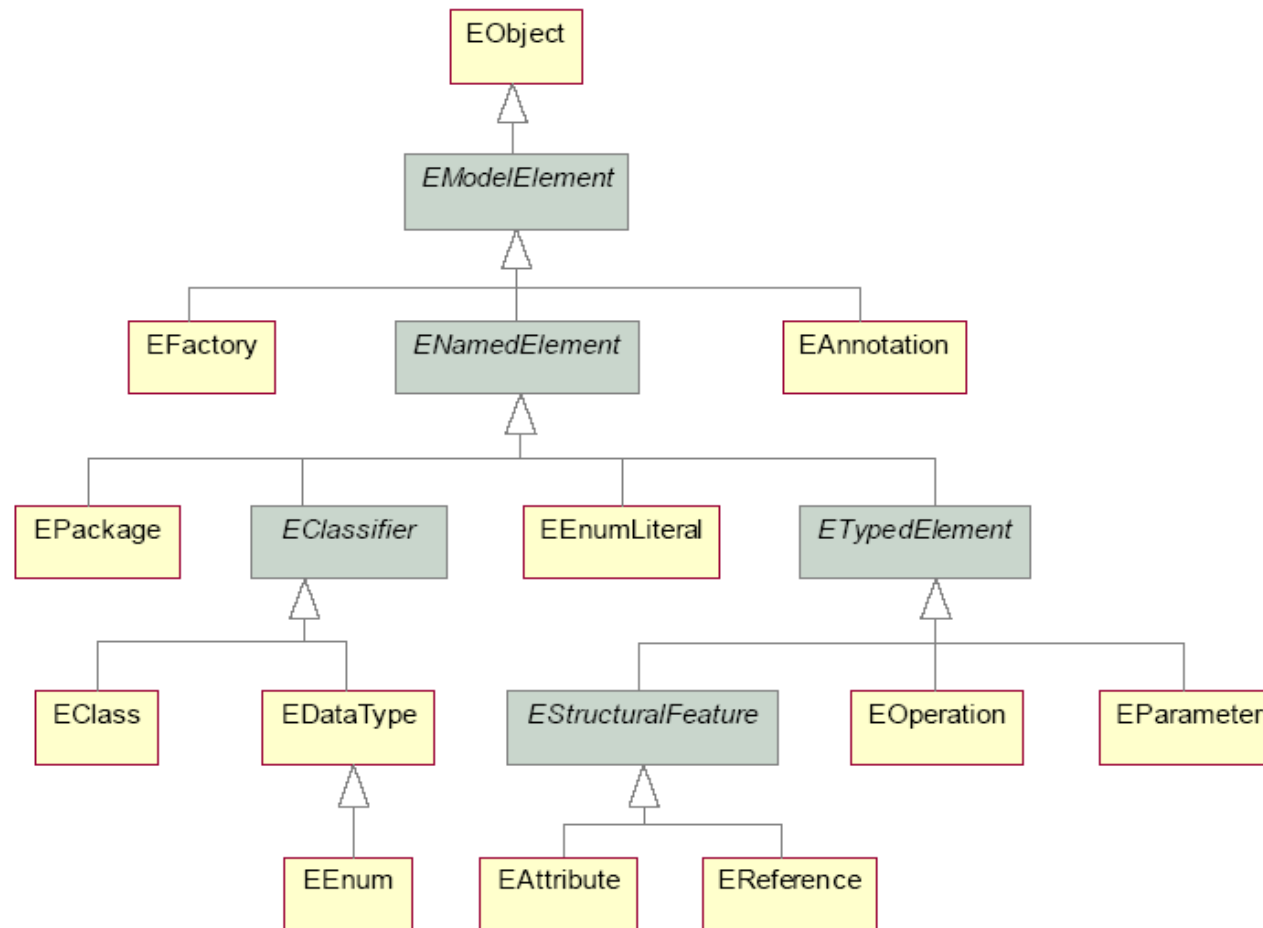 EObject
EModelElement
EFactory
ENamedElement
EAnnotation
EPackage
EClassifier
EEnumLiteral
ETypedElement
EClass
EDataType
EStructuralFeature
EOperation
EParameter
EEnum
EAttribute
EReference